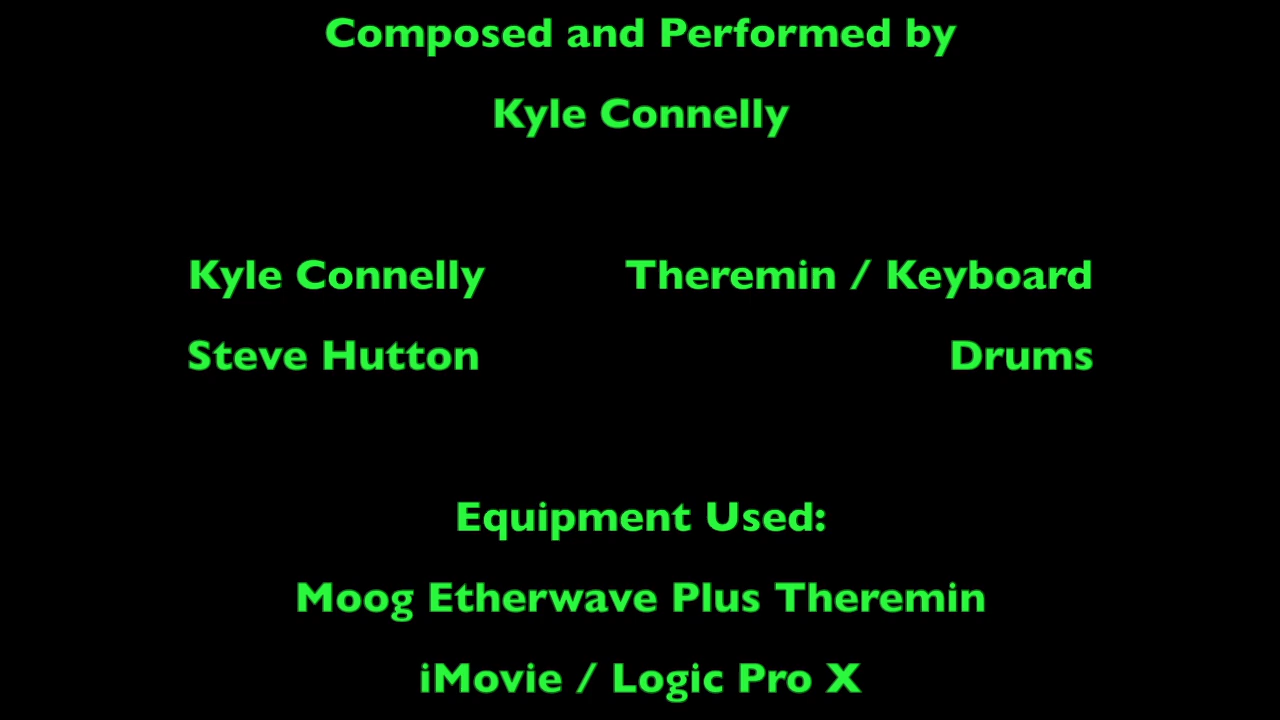 Composed and Performed by
Kyle Connelly
Kyle Connelly Theremin / Keyboard
Steve Hutton Drums
Equipment Used:
Moog Etherwave Plus Theremin
iMovie / Logic Pro X